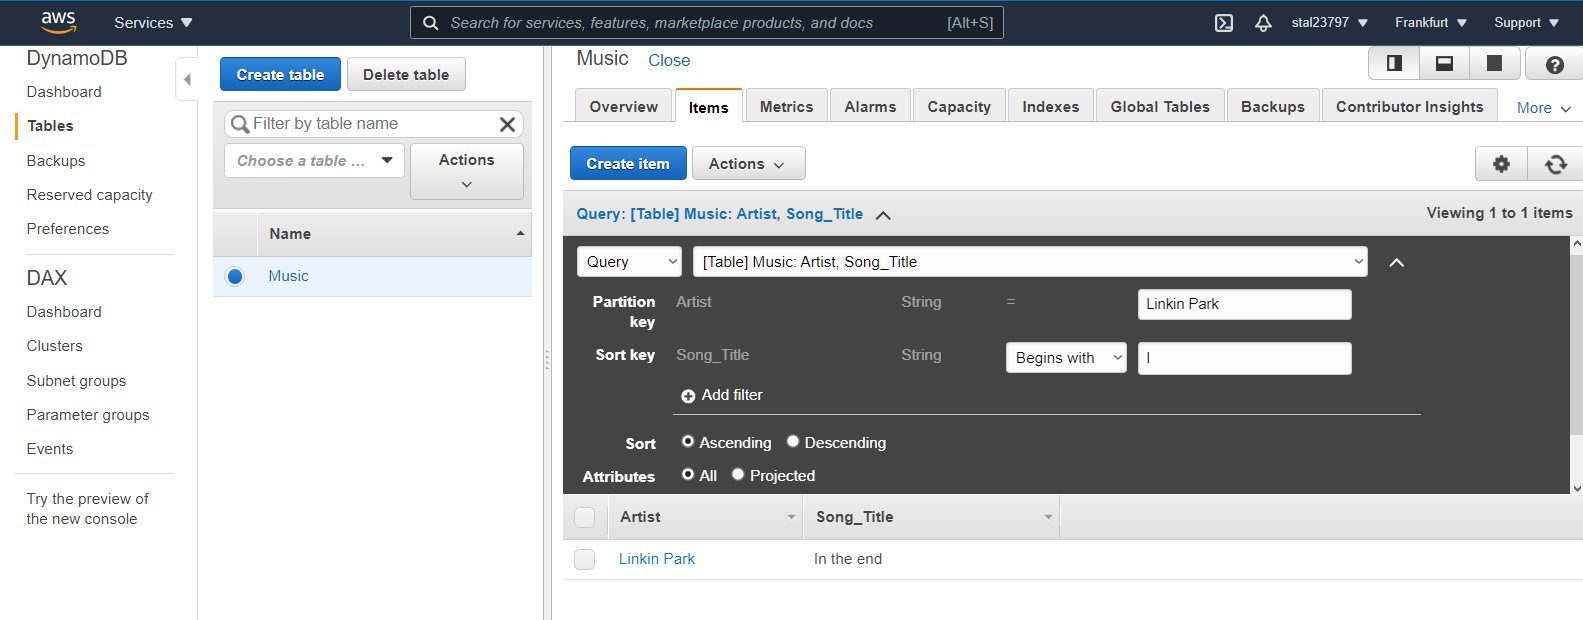 aws Services Search for services, features, marketplace products, and docs [Alt+S] stal23797 Frankfurt Support
DynamoDB
Dashboard
Tables
Backups
Reserved capacity
Preferences
DAX
Dashboard
Clusters
Subnet groups
Parameter groups
Events
Try the preview of
the new console
Create table Delete table
Filter by table name
Choose a table ... Actions
Name
Music
Music Close
Overview Items Metrics Alarms Capacity Indexes Global Tables Backups Contributor Insights More
Create item Actions
Query: [Table] Music: Artist, Song_Title Viewing 1 to 1 items
Query [Table] Music: Artist, Song_Title
Partition key Artist String = Linkin Park
Sort key Song_Title String Begins with I
Add filter
Sort Ascending Descending
Attributes All Projected
Artist Song_Title
Linkin Park In the end